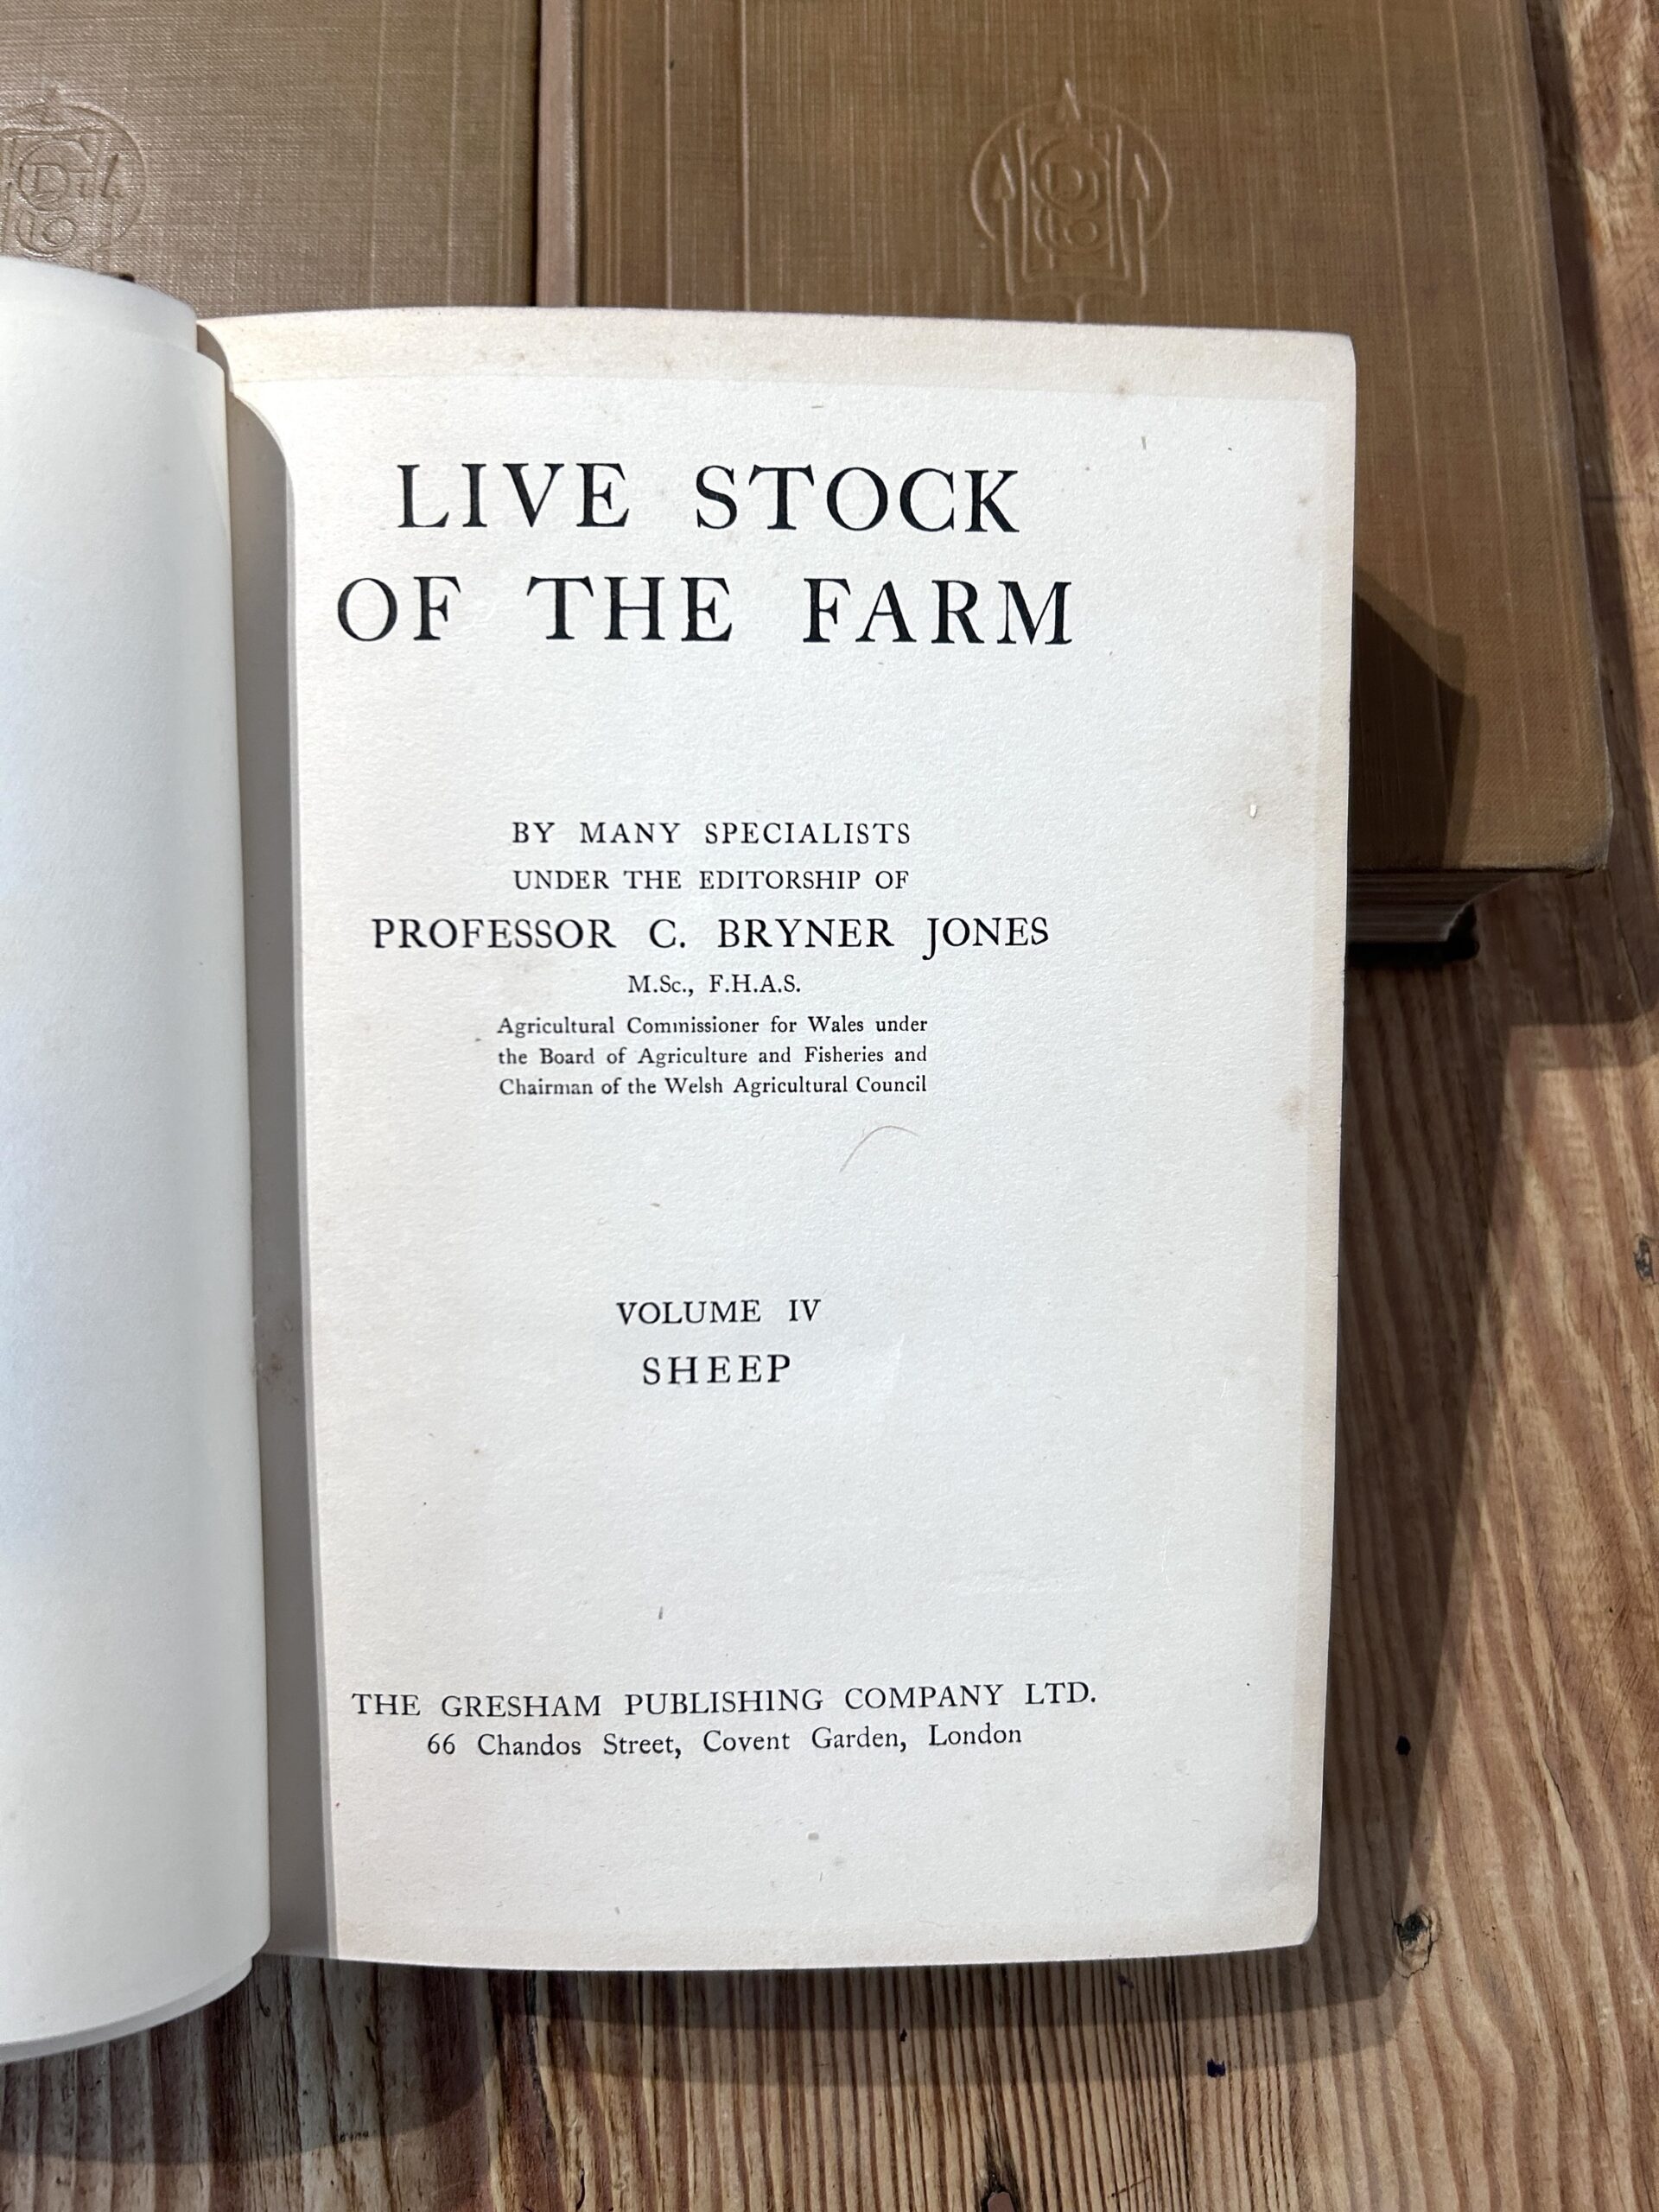 LIVE STOCK
OF THE FARM
BY MANY SPECIALISTS
UNDER THE EDITORSHIP OF
PROFESSOR C. BRYNER JONES
M.Sc., F.H.A.S.
Agricultural Commissioner for Wales under
the Board of Agriculture and Fisheries and
Chairman of the Welsh Agricultural Council
VOLUME IV
SHEEP
THE GRESHAM PUBLISHING COMPANY LTD.
66 Chandos Street, Covent Garden, London